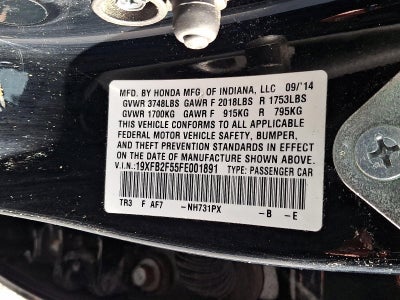 MFD. BY HONDA MFG. OF INDIANA, LLC 09/'14
GVWR 3748LBS GAWR F 2018LBS R 1753LBS
GVWR 1700KG GAWR F 915KG R 795KG
THIS VEHICLE CONFORMS TO ALL APPLICABLE
FEDERAL MOTOR VEHICLE SAFETY, BUMPER,
AND THEFT PREVENTION STANDARDS IN EFFECT
ON THE DATE OF MANUFACTURE SHOWN ABOVE.
V.I.N.:19XFB2F55FE001891 TYPE: PASSENGER CAR
TR3 F AF7 -NH731PX -B -E